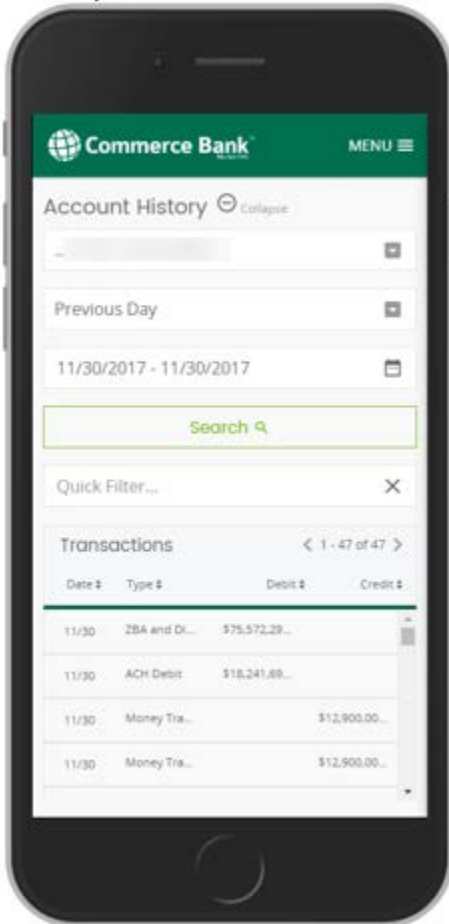 Commerce Bank
MENU
Account History Collapse
Previous Day
11/30/2017 - 11/30/2017
Search
Quick Filter...
Transactions 1 - 47 of 47
Date Type Debit Credit
11/30 ZBA and Di... $75,572,29...
11/30 ACH Debit $18,241,69...
11/30 Money Tra... $12,900,00...
11/30 Money Tra... $12,900,00...